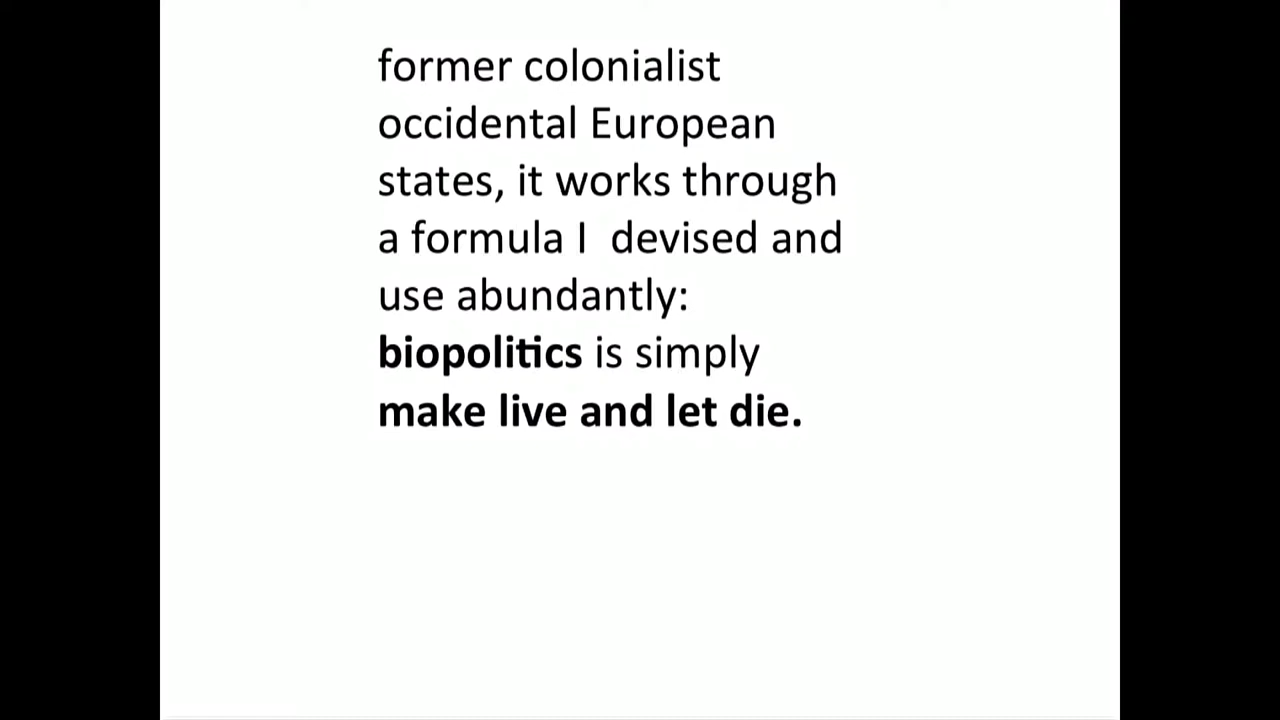 former colonialist
occidental European
states, it works through
a formula I  devised and
use abundantly:
biopolitics is simply
make live and let die.